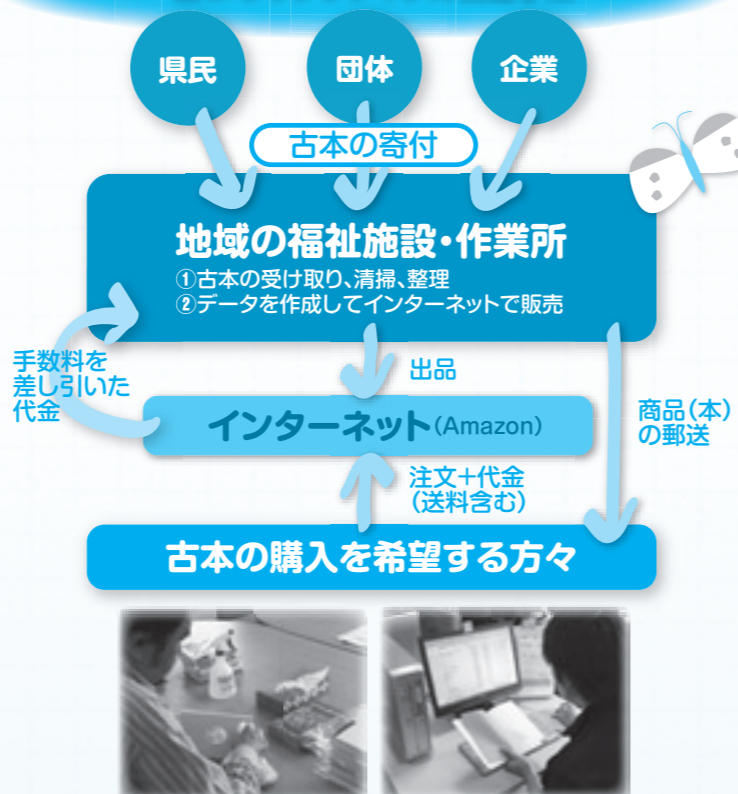 県民
団体
企業
古本の寄付
地域の福祉施設・作業所
①古本の受け取り、清掃、整理
②データを作成してインターネットで販売
手数料を
差し引いた
代金
出品
インターネット(Amazon)
商品(本)
の郵送
注文+代金
(送料含む)
古本の購入を希望する方々